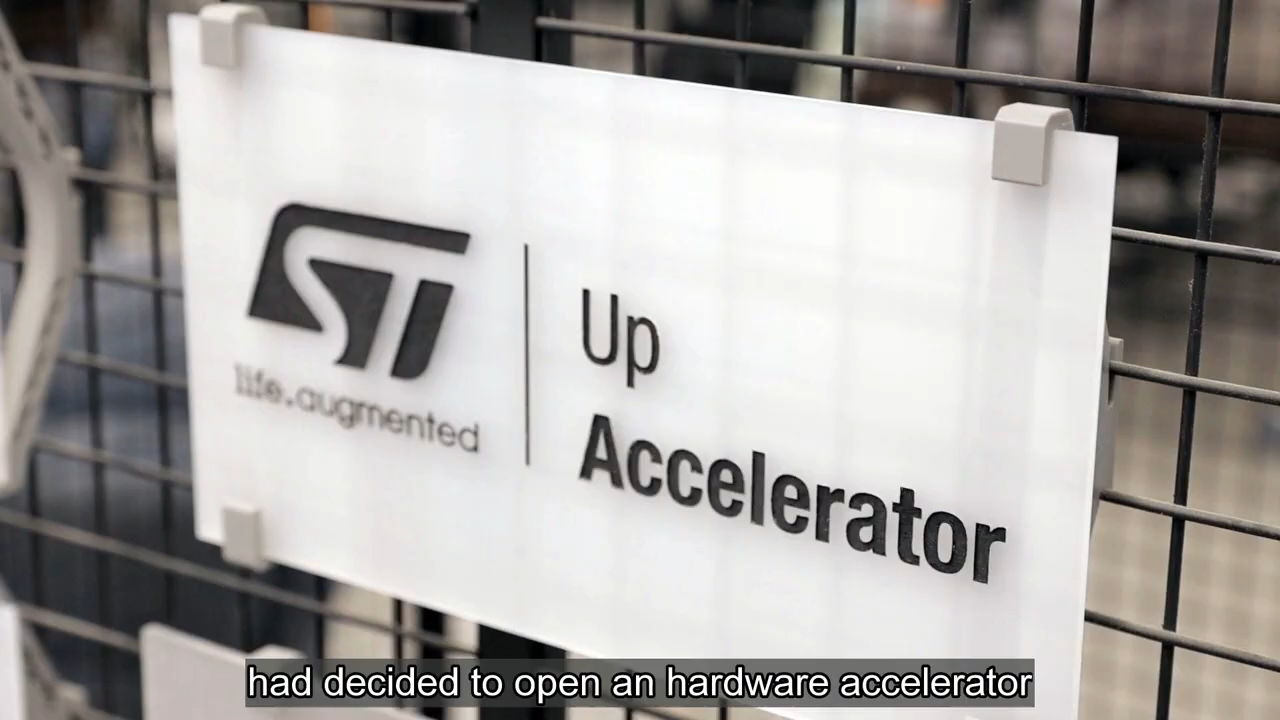 ST
life.augmented
Up
Accelerator
had decided to open an hardware accelerator